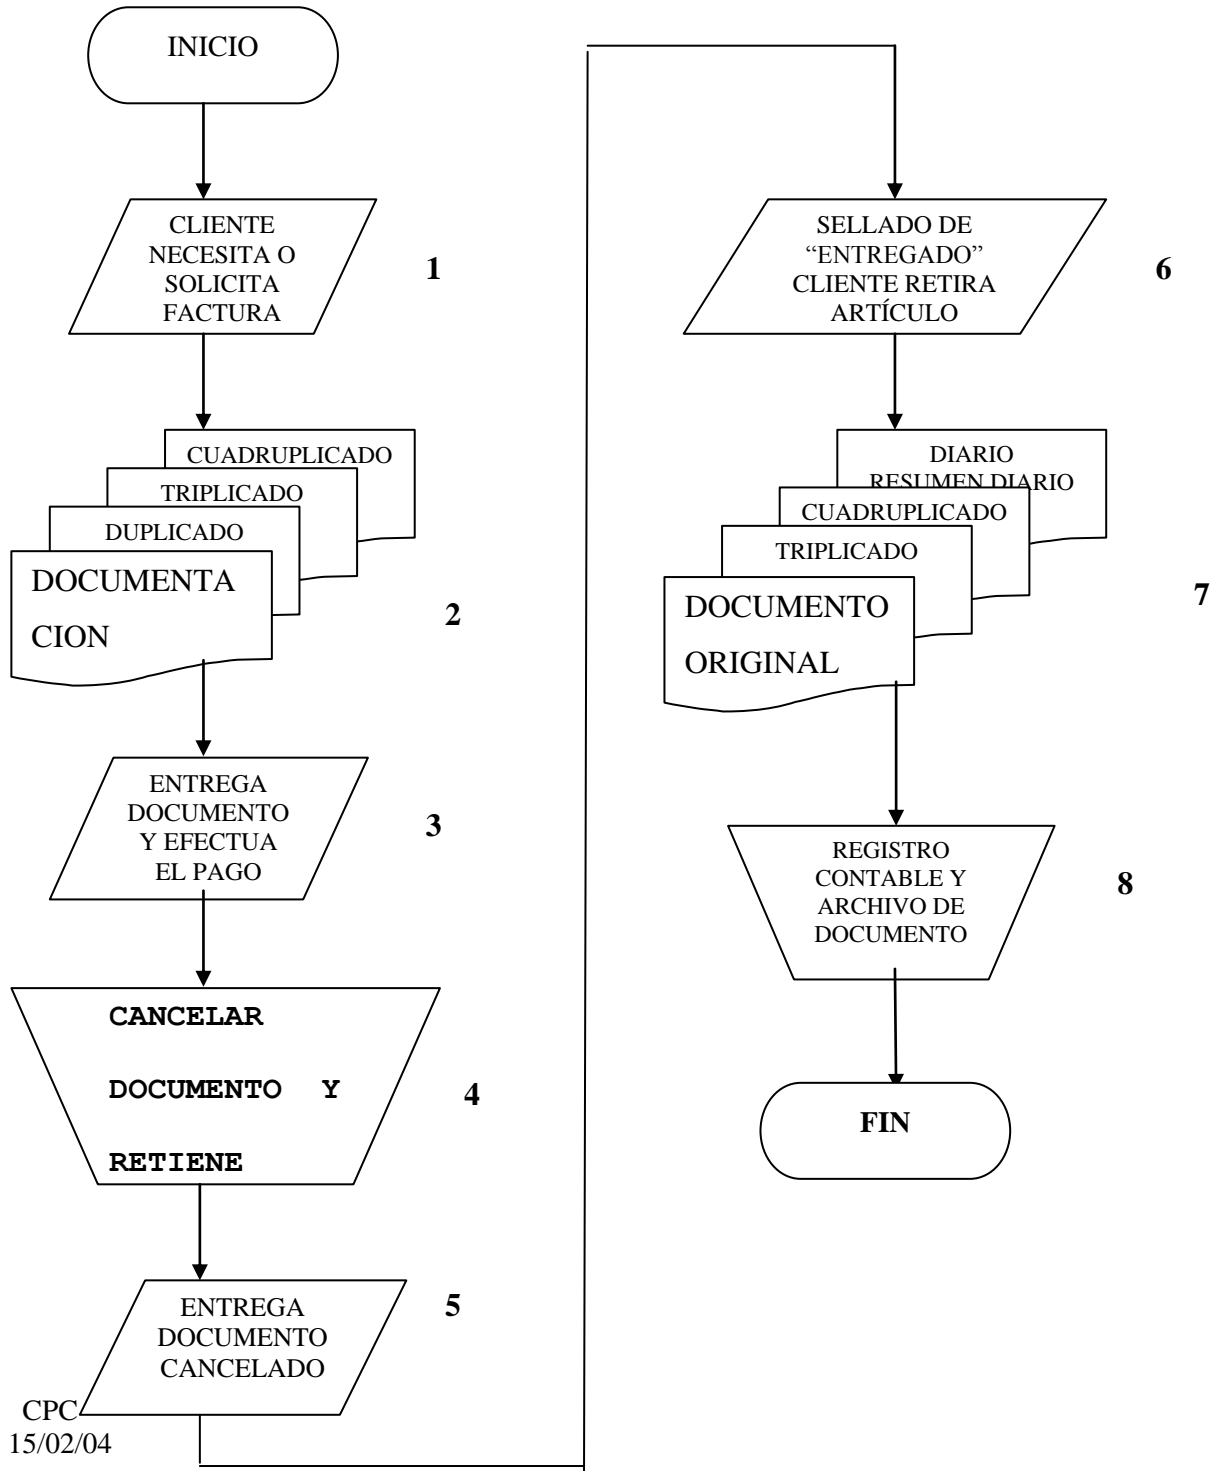 INICIO
CLIENTE
NECESITA O
SOLICITA
FACTURA
1
CUADRUPLICADO
TRIPLICADO
DUPLICADO
DOCUMENTA
CION
2
ENTREGA
DOCUMENTO
Y EFECTUA
EL PAGO
3
CANCELAR
DOCUMENTO Y
RETIENE
4
ENTREGA
DOCUMENTO
CANCELADO
5
CPC
15/02/04
SELLADO DE
“ENTREGADO”
CLIENTE RETIRA
ARTÍCULO
6
DIARIO
RESUMEN DIARIO
CUADRUPLICADO
TRIPLICADO
DOCUMENTO
ORIGINAL
7
REGISTRO
CONTABLE Y
ARCHIVO DE
DOCUMENTO
8
FIN